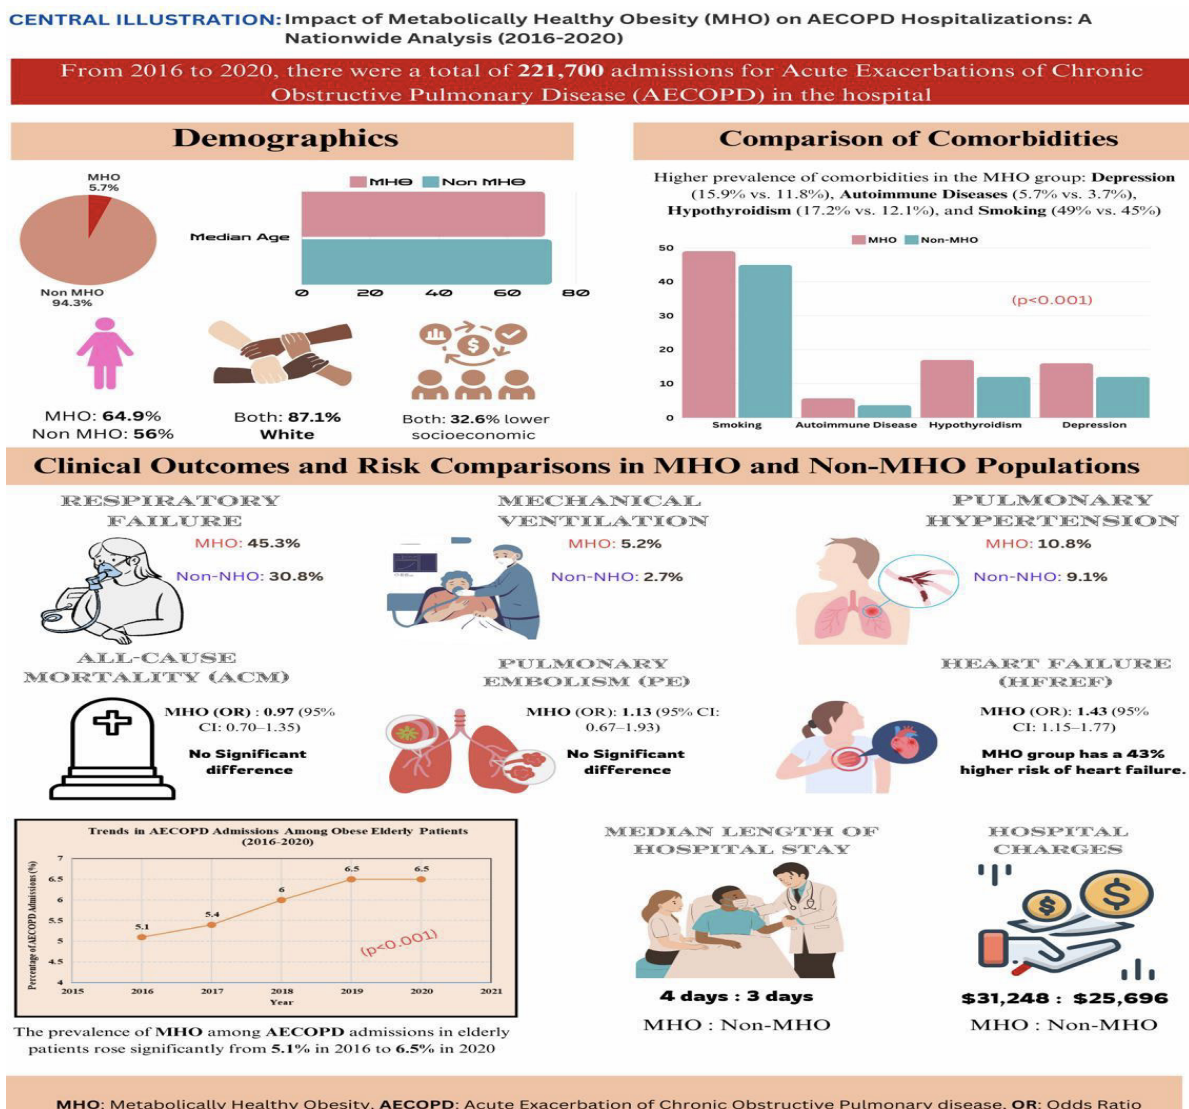 CENTRAL ILLUSTRATION: Impact of Metabolically Healthy Obesity (MHO) on AECOPD Hospitalizations: A
Nationwide Analysis (2016-2020)
From 2016 to 2020, there were a total of 221,700 admissions for Acute Exacerbations of Chronic
Obstructive Pulmonary Disease (AECOPD) in the hospital
Demographics
MHO
5.7%
Non MHO
94.3%
MHO Non MHO
Median Age
0 20 40 60 80
MHO: 64.9%
Non MHO: 56%
Both: 87.1%
White
Both: 32.6% lower
socioeconomic
Comparison of Comorbidities
Higher prevalence of comorbidities in the MHO group: Depression
(15.9% vs. 11.8%), Autoimmune Diseases (5.7% vs. 3.7%),
Hypothyroidism (17.2% vs. 12.1%), and Smoking (49% vs. 45%)
MHO Non-MHO
50
40
30
20
10
0
(p<0.001)
Smoking Autoimmune Disease Hypothyroidism Depression
Clinical Outcomes and Risk Comparisons in MHO and Non-MHO Populations
RESPIRATORY
FAILURE
MHO: 45.3%
Non-NHO: 30.8%
MECHANICAL
VENTILATION
MHO: 5.2%
Non-NHO: 2.7%
PULMONARY
HYPERTENSION
MHO: 10.8%
Non-NHO: 9.1%
ALL-CAUSE
MORTALITY (ACM)
MHO (OR) : 0.97 (95%
CI: 0.70–1.35)
No Significant
difference
PULMONARY
EMBOLISM (PE)
MHO (OR): 1.13 (95% CI:
0.67–1.93)
No Significant
difference
HEART FAILURE
(HFREF)
MHO (OR): 1.43 (95%
CI: 1.15–1.77)
MHO group has a 43%
higher risk of heart failure.
Trends in AECOPD Admissions Among Obese Elderly Patients
(2016-2020)
Percentage of AECOPD Admissions (%)
7
6.5
6
5.5
5
4.5
4
5.1
5.4
6
6.5
6.5
(p<0.001)
2015 2016 2017 2018 2019 2020 2021
Year
The prevalence of MHO among AECOPD admissions in elderly
patients rose significantly from 5.1% in 2016 to 6.5% in 2020
MEDIAN LENGTH OF
HOSPITAL STAY
4 days : 3 days
MHO : Non-MHO
HOSPITAL
CHARGES
$31,248 : $25,696
MHO : Non-MHO
MHO: Metabolically Healthy Obesity, AECOPD: Acute Exacerbation of Chronic Obstructive Pulmonary disease, OR: Odds Ratio